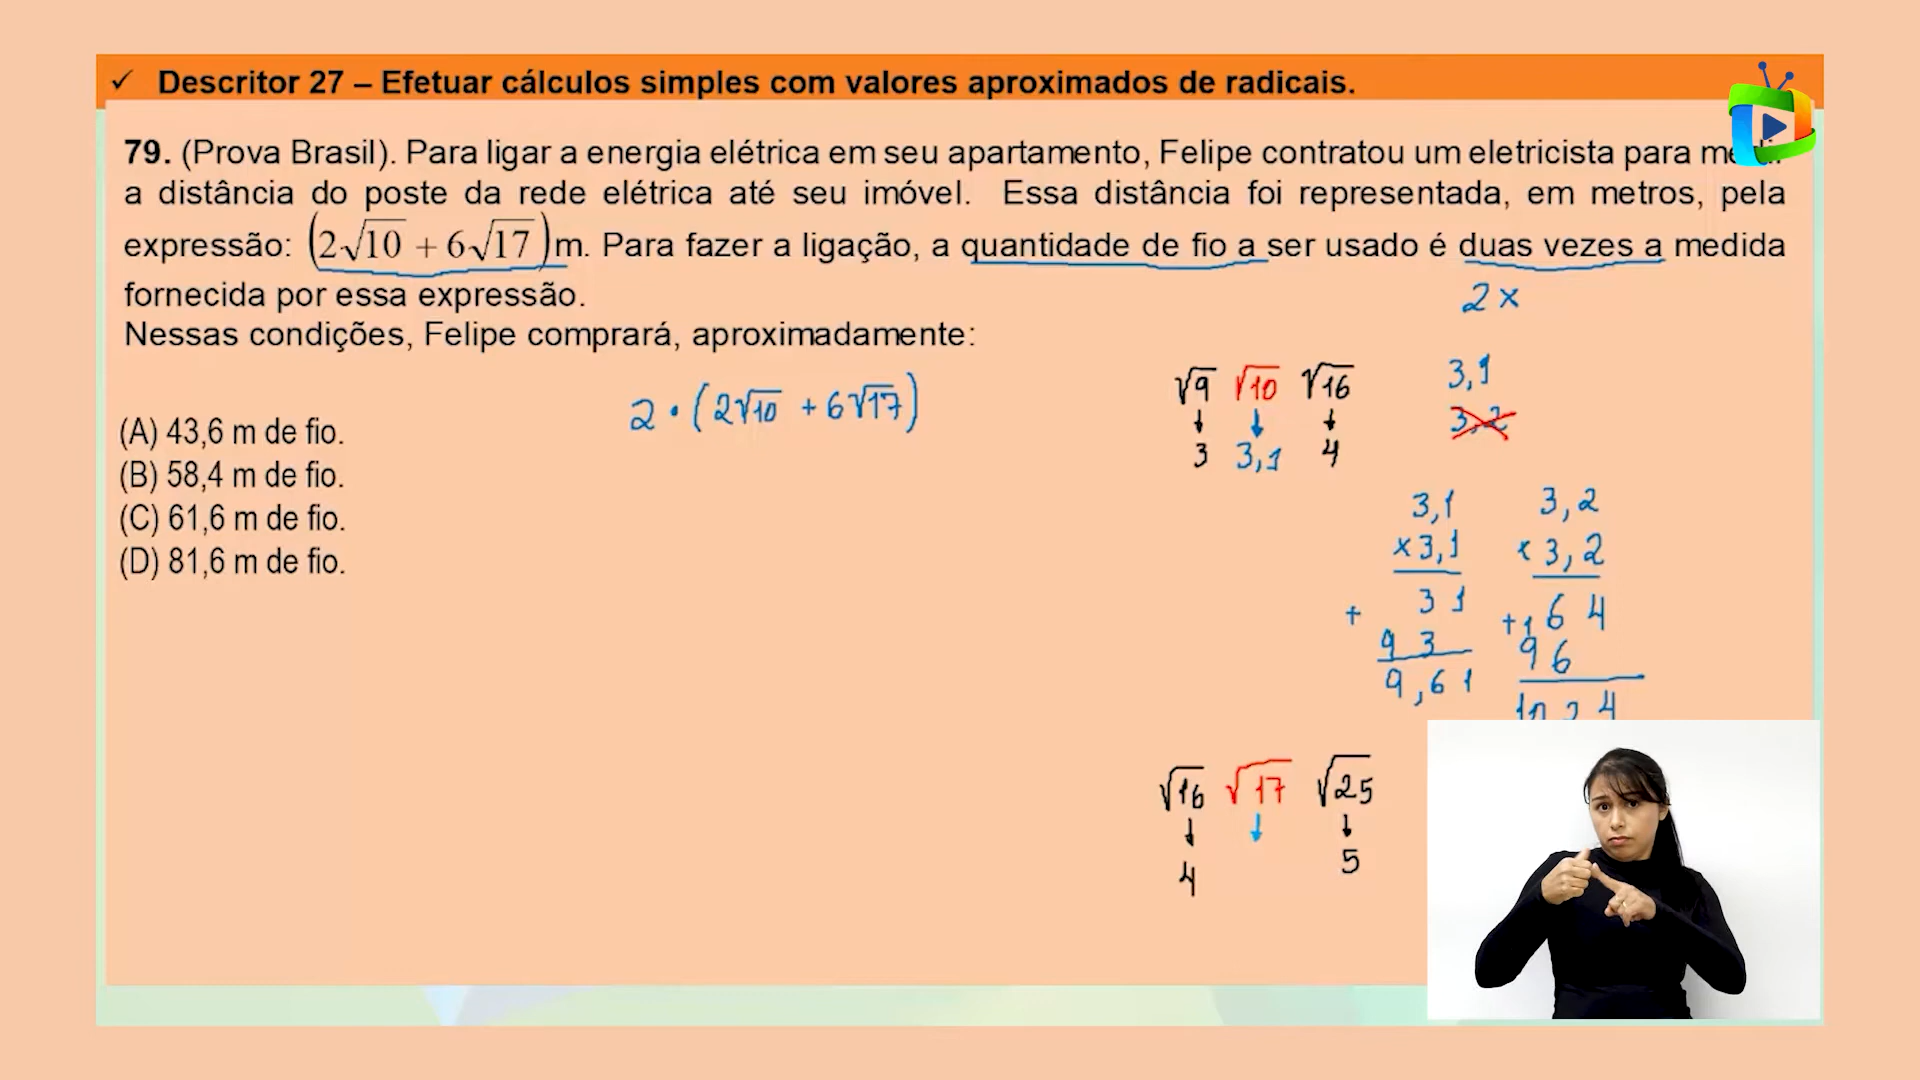 ✓ Descritor 27 – Efetuar cálculos simples com valores aproximados de radicais.
79. (Prova Brasil). Para ligar a energia elétrica em seu apartamento, Felipe contratou um eletricista para
a distância do poste da rede elétrica até seu imóvel. Essa distância foi representada, em metros, pela
expressão: (2√10 + 6√17)m. Para fazer a ligação, a quantidade de fio a ser usado é duas vezes a medida
fornecida por essa expressão.
2 x
Nessas condições, Felipe comprará, aproximadamente:
2 · (2√10 + 6√17)
(A) 43,6 m de fio.
(B) 58,4 m de fio.
(C) 61,6 m de fio.
(D) 81,6 m de fio.
√9 √10 √16
3 3,1 4
3,1
3,2
3,1
x 3,1
31
+ 93
9,61
3,2
x 3,2
64
+1
96
√16 √17 √25
4 5